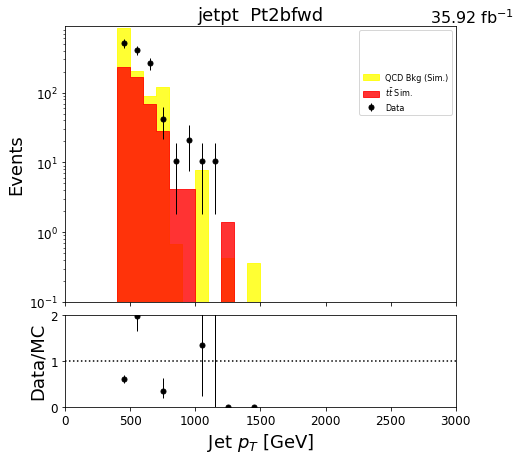 jetpt Pt2bfwd
35.92 fb⁻¹
QCD Bkg (Sim.)
tt̄ Sim.
Data
Events
10²
10¹
10⁰
10⁻¹
Data/MC
2
1
0
0 500 1000 1500 2000 2500 3000
Jet p_T [GeV]